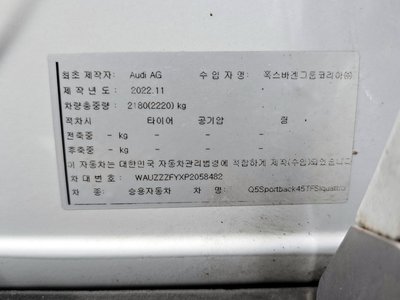 최초 제작자: Audi AG 수 입 자 명: 폭스바겐그룹코리아㈜
제 작 년 도: 2022.11
차량총중량: 2180(2220) kg
적차시 타이어 공기압 림
전축중 - kg
후축중 - kg
이 자동차는 대한민국 자동차관리법령에 적합하게 제작(수입)되었습니다
차 대 번 호: WAUZZZFYXP2058482
차 종: 승용자동차 차 명: Q5Sportback45TFSIquattro